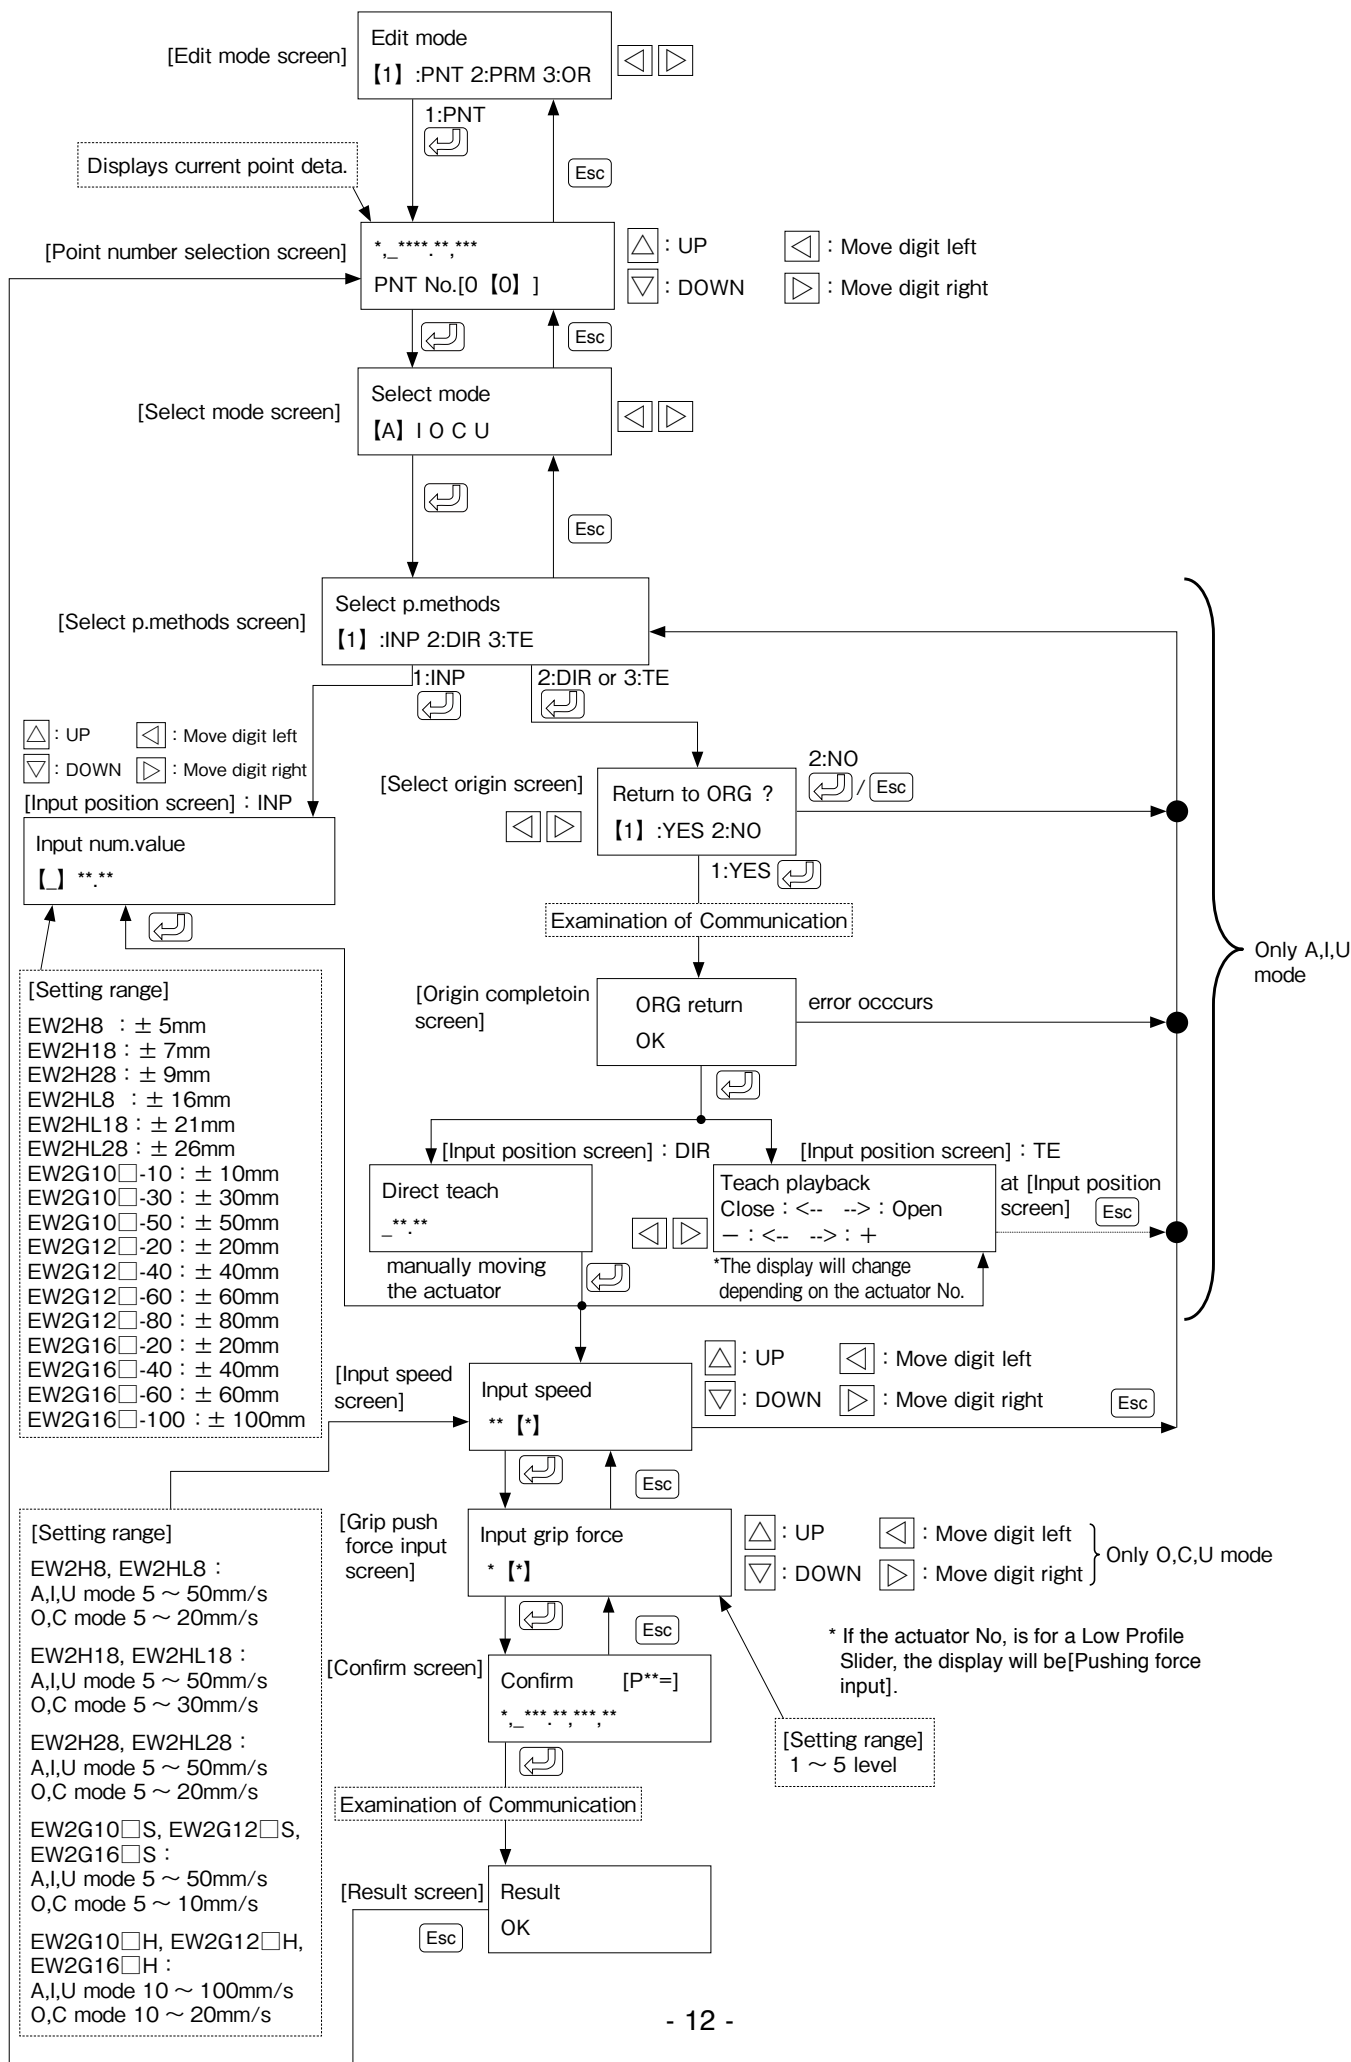 [Edit mode screen]
Edit mode
【1】:PNT 2:PRM 3:OR
1:PNT
Esc
Displays current point deta.
[Point number selection screen]
*,_****.**,***
PNT No.[0【0】]
: UP
: Move digit left
: DOWN
: Move digit right
Esc
[Select mode screen]
Select mode
【A】I O C U
Esc
[Select p.methods screen]
Select p.methods
【1】:INP 2:DIR 3:TE
1:INP
2:DIR or 3:TE
: UP
: Move digit left
: DOWN
: Move digit right
[Input position screen] : INP
Input num.value
【_】**.**
[Select origin screen]
Return to ORG ?
【1】:YES 2:NO
2:NO
/ Esc
1:YES
Examination of Communication
[Origin completoin
screen]
ORG return
OK
error occcurs
Only A,I,U
mode
[Setting range]
EW2H8 : ± 5mm
EW2H18 : ± 7mm
EW2H28 : ± 9mm
EW2HL8 : ± 16mm
EW2HL18 : ± 21mm
EW2HL28 : ± 26mm
EW2G10□-10 : ± 10mm
EW2G10□-30 : ± 30mm
EW2G10□-50 : ± 50mm
EW2G12□-20 : ± 20mm
EW2G12□-40 : ± 40mm
EW2G12□-60 : ± 60mm
EW2G12□-80 : ± 80mm
EW2G16□-20 : ± 20mm
EW2G16□-40 : ± 40mm
EW2G16□-60 : ± 60mm
EW2G16□-100 : ± 100mm
[Input position screen] : DIR
Direct teach
_**.**
manually moving
the actuator
[Input position screen] : TE
Teach playback
Close : <-- --> : Open
－ : <-- --> : ＋
*The display will change
depending on the actuator No.
at [Input position
screen]
Esc
[Input speed
screen]
Input speed
**【*】
: UP
: Move digit left
: DOWN
: Move digit right
Esc
Esc
[Setting range]
EW2H8, EW2HL8 :
A,I,U mode 5 ～ 50mm/s
O,C mode 5 ～ 20mm/s
EW2H18, EW2HL18 :
A,I,U mode 5 ～ 50mm/s
O,C mode 5 ～ 30mm/s
EW2H28, EW2HL28 :
A,I,U mode 5 ～ 50mm/s
O,C mode 5 ～ 20mm/s
EW2G10□S, EW2G12□S,
EW2G16□S :
A,I,U mode 5 ～ 50mm/s
O,C mode 5 ～ 10mm/s
EW2G10□H, EW2G12□H,
EW2G16□H :
A,I,U mode 10 ～ 100mm/s
O,C mode 10 ～ 20mm/s
[Grip push
force input
screen]
Input grip force
*【*】
: UP
: Move digit left
: DOWN
: Move digit right
Only O,C,U mode
Esc
* If the actuator No, is for a Low Profile
Slider, the display will be[Pushing force
input].
[Confirm screen]
Confirm [P**=]
*,_***.**,***,**
[Setting range]
1 ～ 5 level
Examination of Communication
[Result screen]
Result
OK
Esc
- 12 -